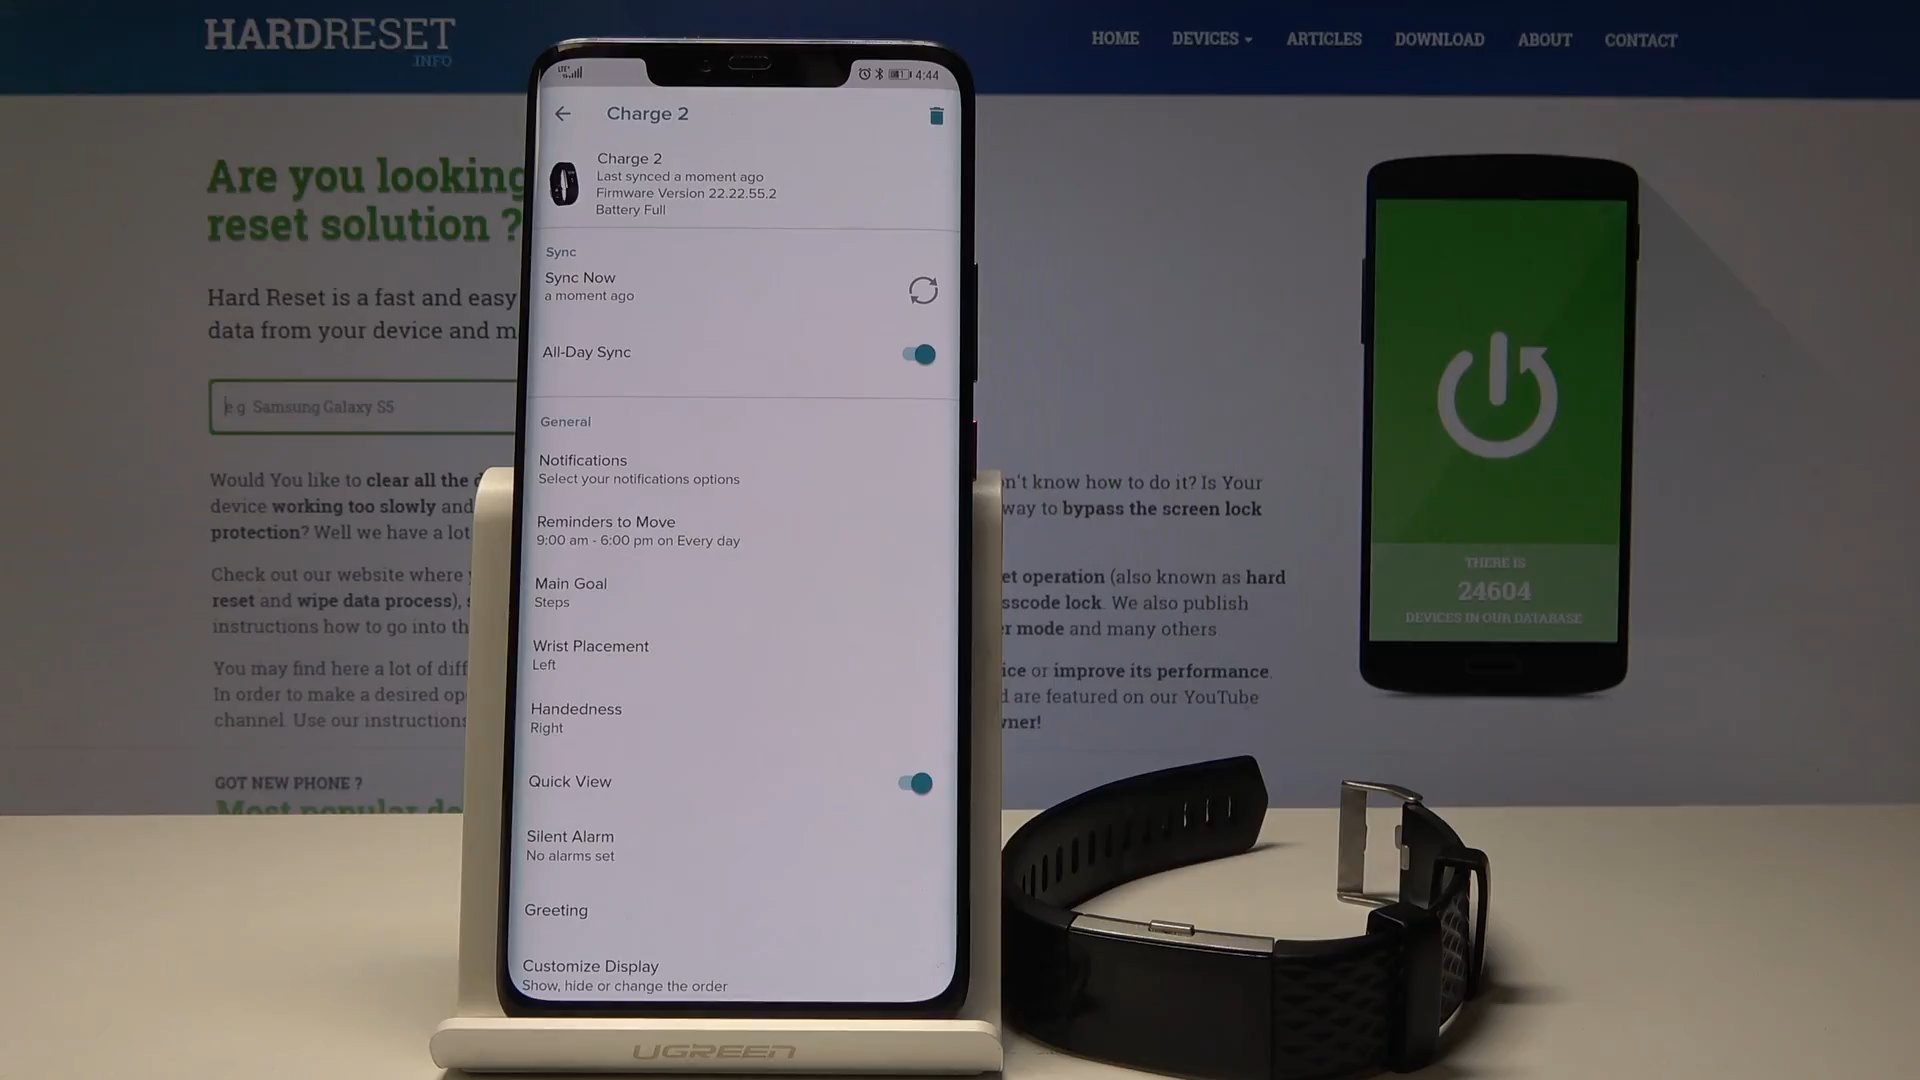 HARDRESET
.INFO
HOME DEVICES ARTICLES DOWNLOAD ABOUT CONTACT
Are you looking
reset solution ?
Hard Reset is a fast and easy
data from your device and m
e.g. Samsung Galaxy S5
Would You like to clear all the d
device working too slowly and
protection? Well we have a lot
Check out our website where
reset and wipe data process),
instructions how to go into th
You may find here a lot of diff
In order to make a desired op
channel. Use our instructions
GOT NEW PHONE ?
Most popular de
4:44
Charge 2
Charge 2
Last synced a moment ago
Firmware Version 22.22.55.2
Battery Full
Sync
Sync Now
a moment ago
All-Day Sync
General
Notifications
Select your notifications options
Reminders to Move
9:00 am - 6:00 pm on Every day
Main Goal
Steps
Wrist Placement
Left
Handedness
Right
Quick View
Silent Alarm
No alarms set
Greeting
Customize Display
Show, hide or change the order
UGREEN
n't know how to do it? Is Your
way to bypass the screen lock
et operation (also known as hard
sscode lock. We also publish
r mode and many others
ice or improve its performance.
d are featured on our YouTube
wner!
THERE IS
24604
DEVICES IN OUR DATABASE